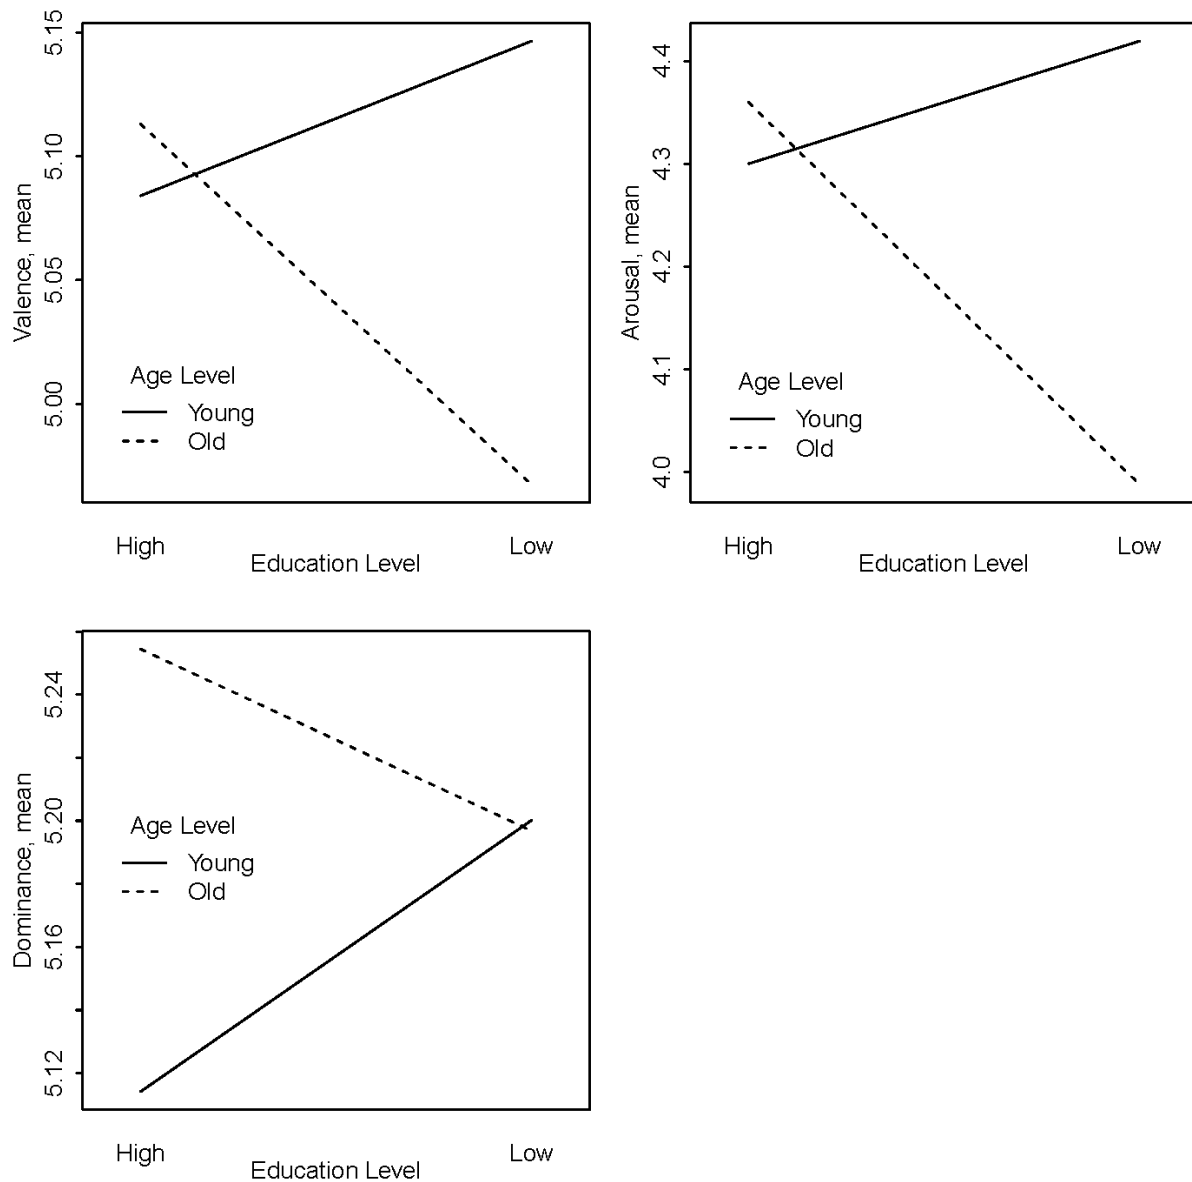 Valence, mean
5.15
5.10
5.05
5.00
Age Level
Young
Old
High
Low
Education Level
Arousal, mean
4.4
4.3
4.2
4.1
4.0
Age Level
Young
Old
High
Low
Education Level
Dominance, mean
5.24
5.20
5.16
5.12
Age Level
Young
Old
High
Low
Education Level